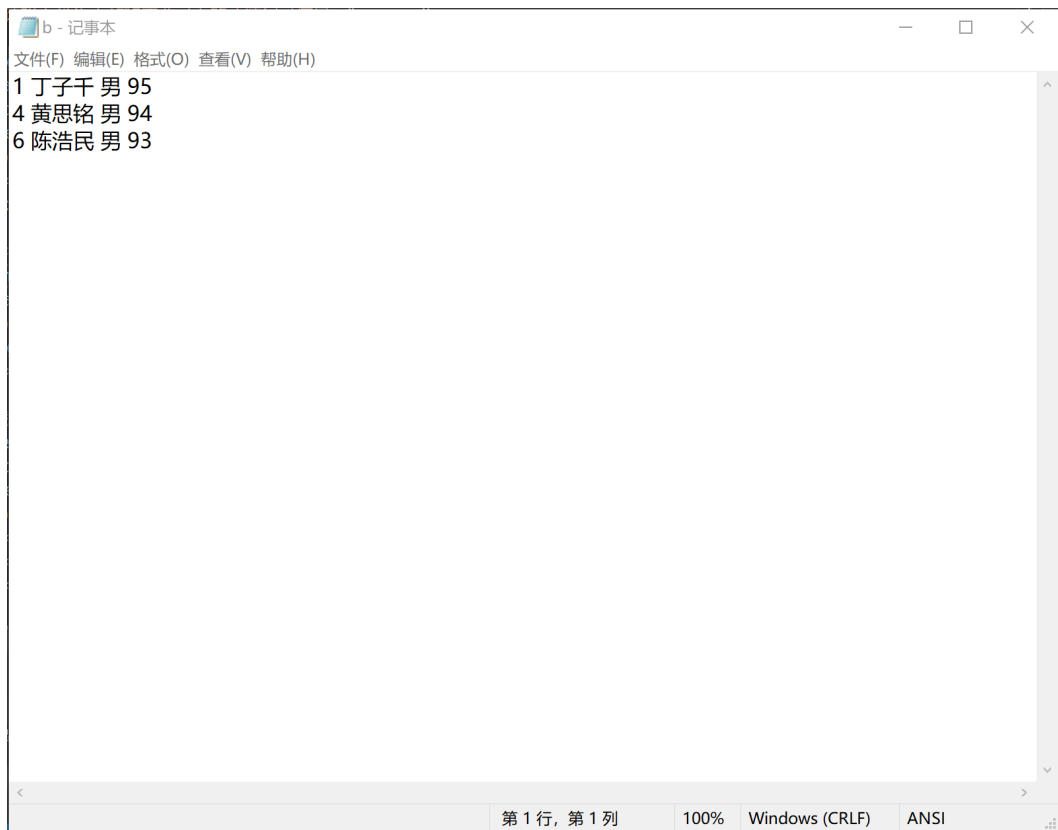 b - 记事本
文件(F) 编辑(E) 格式(O) 查看(V) 帮助(H)
1 丁子千 男 95
4 黄思铭 男 94
6 陈浩民 男 93
第 1 行，第 1 列 100% Windows (CRLF) ANSI